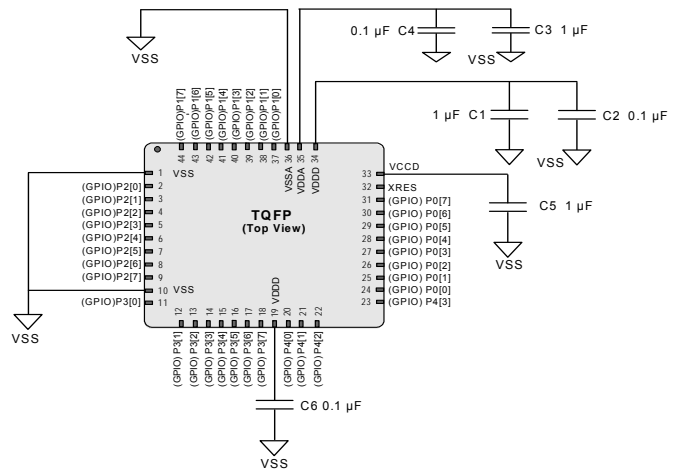 0.1 µF C4
C3 1 µF
VSS
VSS
1 µF C1
C2 0.1 µF
VSS
(GPIO)P1[7]
(GPIO)P1[6]
(GPIO)P1[5]
(GPIO)P1[4]
(GPIO)P1[3]
(GPIO)P1[2]
(GPIO)P1[1]
(GPIO)P1[0]
44
43
42
41
40
39
38
37
36
35
34
VSSA
VDDA
VDDD
TQFP
(Top View)
1 VSS
(GPIO)P2[0] 2
(GPIO)P2[1] 3
(GPIO)P2[2] 4
(GPIO)P2[3] 5
(GPIO)P2[4] 6
(GPIO)P2[5] 7
(GPIO)P2[6] 8
(GPIO)P2[7] 9
10 VSS
(GPIO)P3[0] 11
VSS
33 VCCD
32 XRES
31 (GPIO) P0[7]
30 (GPIO) P0[6]
29 (GPIO) P0[5]
28 (GPIO) P0[4]
27 (GPIO) P0[3]
26 (GPIO) P0[2]
25 (GPIO) P0[1]
24 (GPIO) P0[0]
23 (GPIO) P4[3]
C5 1 µF
VSS
VDDD
12
13
14
15
16
17
18
19
20
21
22
(GPIO) P3[1]
(GPIO) P3[2]
(GPIO) P3[3]
(GPIO) P3[4]
(GPIO) P3[5]
(GPIO) P3[6]
(GPIO) P3[7]
(GPIO) P4[0]
(GPIO) P4[1]
(GPIO) P4[2]
C6 0.1 µF
VSS